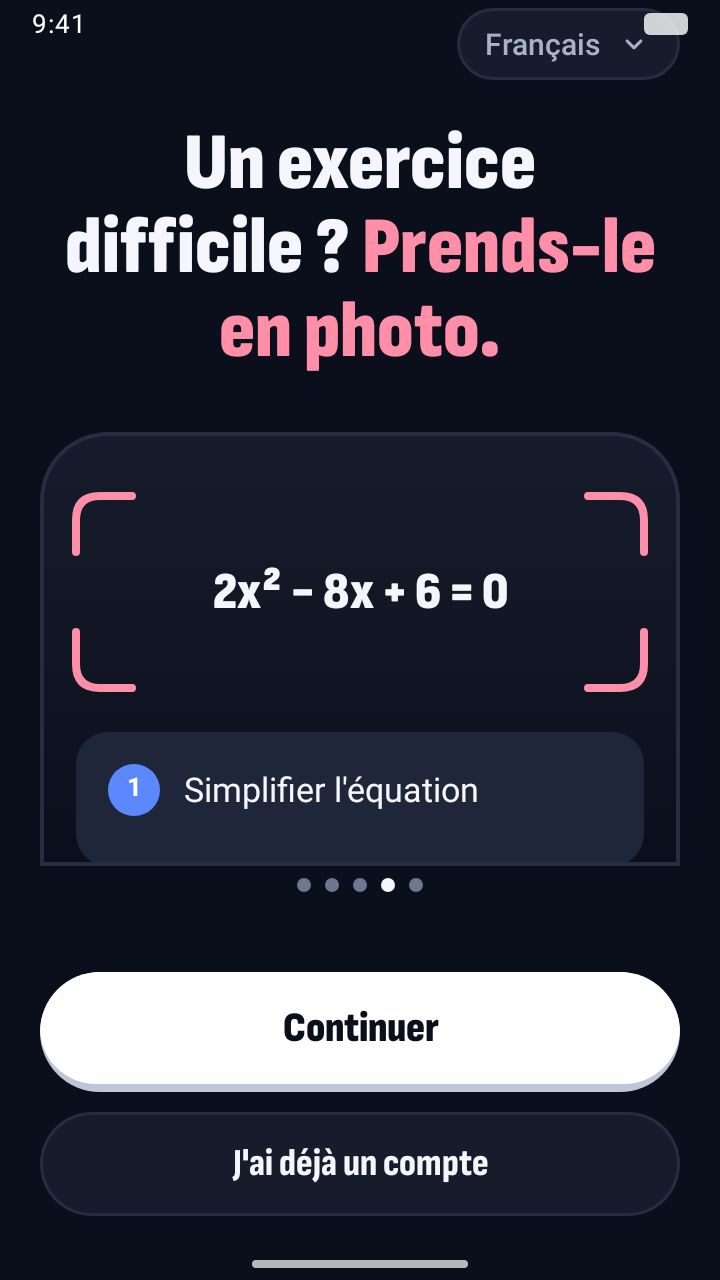 9:41
Français
Un exercice
difficile ? Prends-le
en photo.
2x² - 8x + 6 = 0
1 Simplifier l'équation
Continuer
J'ai déjà un compte